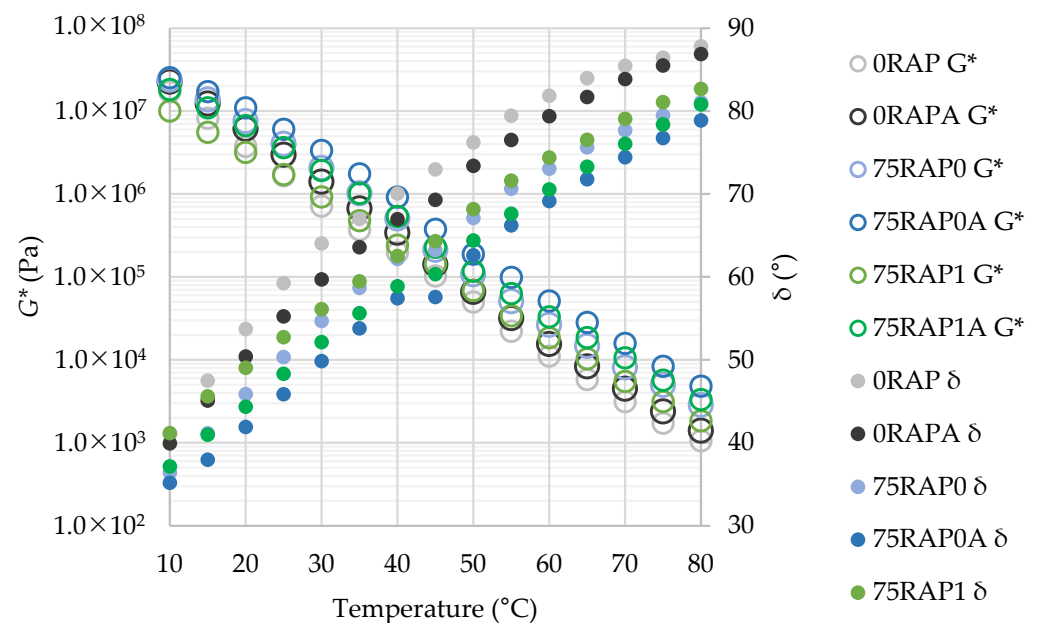 1.0×10⁸
1.0×10⁷
1.0×10⁶
1.0×10⁵
1.0×10⁴
1.0×10³
1.0×10²
G* (Pa)
90
80
70
60
50
40
30
δ (°)
10 20 30 40 50 60 70 80
Temperature (°C)
0RAP G*
0RAPA G*
75RAP0 G*
75RAP0A G*
75RAP1 G*
75RAP1A G*
0RAP δ
0RAPA δ
75RAP0 δ
75RAP0A δ
75RAP1 δ